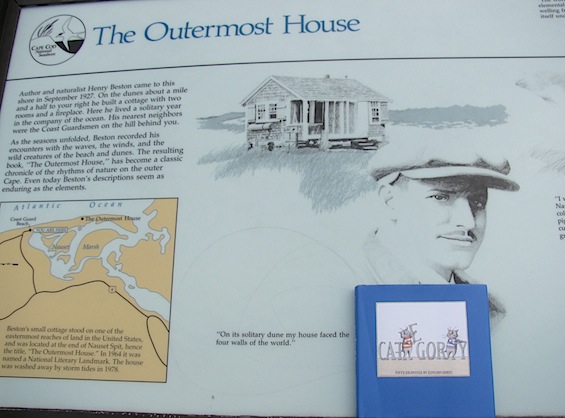 CAPE COD
National
Seashore
The Outermost House
Author and naturalist Henry Beston came to this
shore in September 1927. On the dunes about a mile
and a half to your right he built a cottage with two
rooms and a fireplace. Here he lived a solitary year
in the company of the ocean. His nearest neighbors
were the Coast Guardsmen on the hill behind you.
As the seasons unfolded, Beston recorded his
encounters with the waves, the winds, and the
wild creatures of the beach and dunes. The resulting
book, "The Outermost House," has become a classic
chronicle of the rhythms of nature on the outer
Cape. Even today Beston's descriptions seem as
enduring as the elements.
Atlantic Ocean
Coast Guard
Beach
The Outermost House
YOU ARE HERE
Nauset
Marsh
6
Beston's small cottage stood on one of the
easternmost reaches of land in the United States,
and was located at the end of Nauset Spit, hence
the title, "The Outermost House." In 1964 it was
named a National Literary Landmark. The house
was washed away by storm tides in 1978.
"On its solitary dune my house faced the
four walls of the world."
CATEGORY